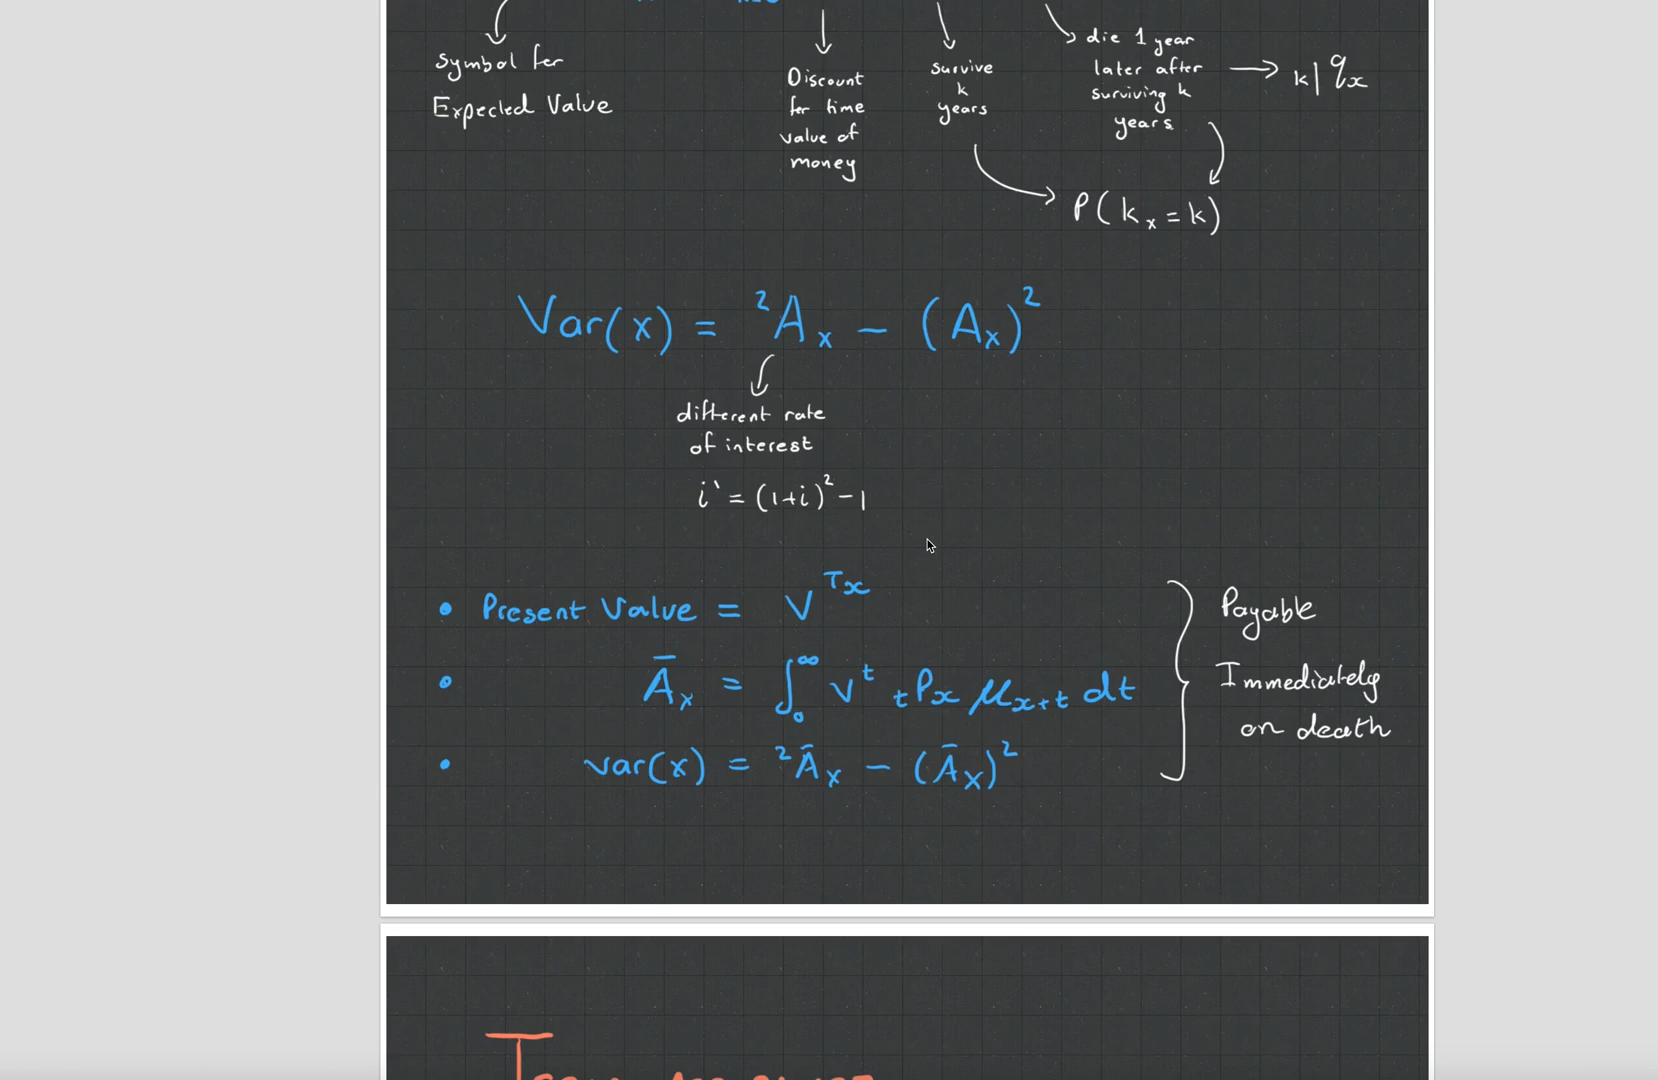 Symbol for
Expected Value
Discount
for time
value of
money
survive
k
years
die 1 year
later after
surviving k
years
→ k|qx
P(kx = k)
Var(x) = ²Ax − (Ax)²
different rate
of interest
i' = (1+i)² − 1
• Present Value = V^Tx
• Āx = ∫₀^∞ v^t tPx μx+t dt
• var(x) = ²Āx − (Āx)²
Payable
Immediately
on death